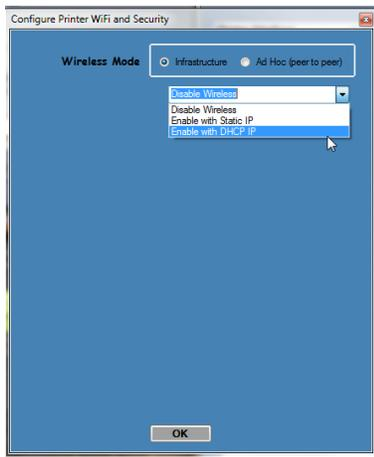 Configure Printer WiFi and Security
Wireless Mode
Infrastructure Ad Hoc (peer to peer)
Disable Wireless
Disable Wireless
Enable with Static IP
Enable with DHCP IP
OK